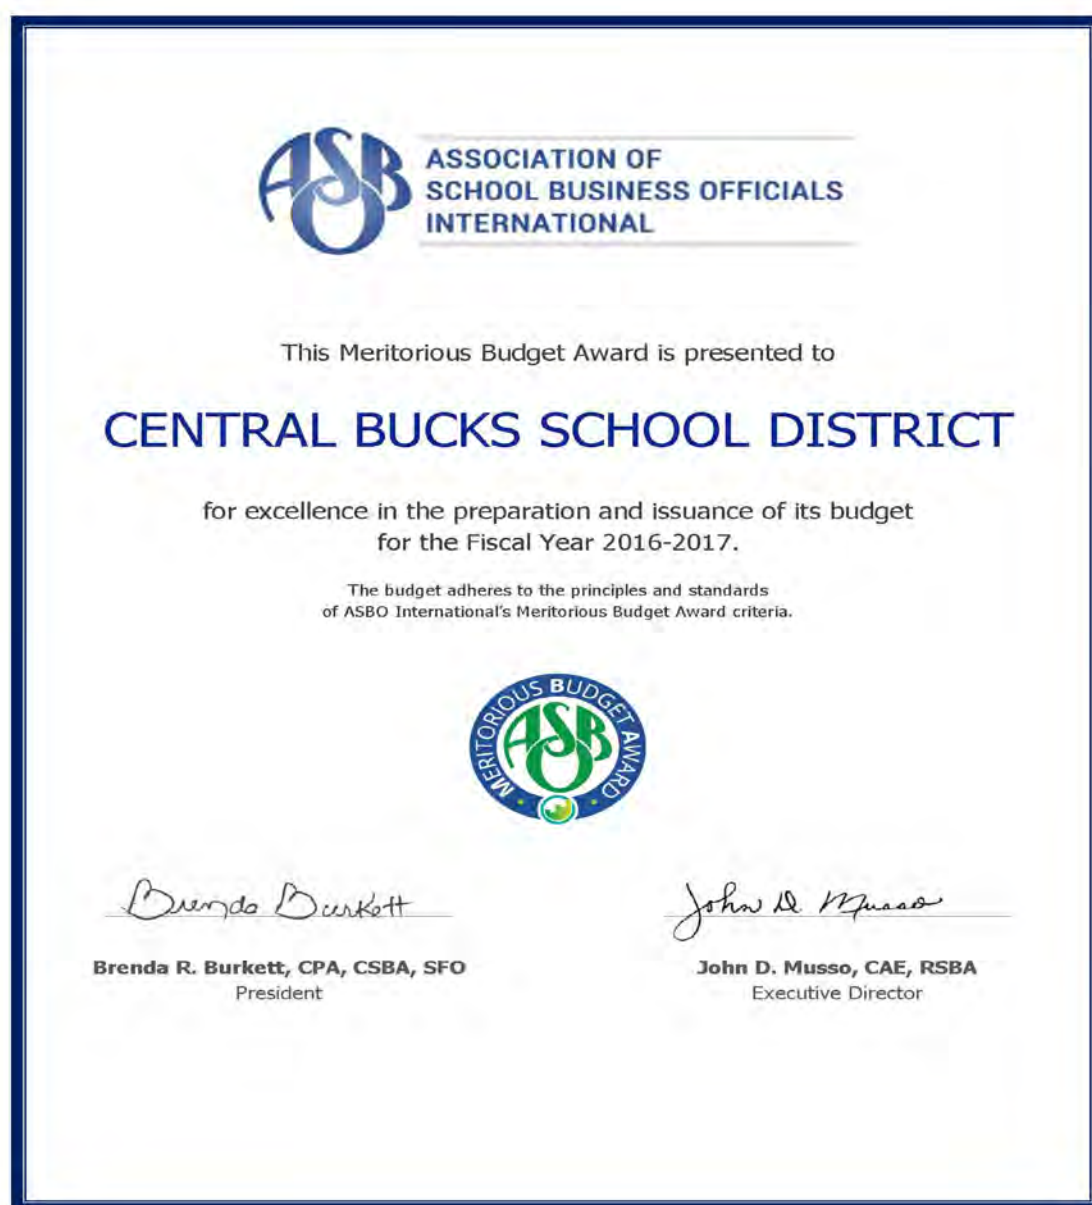 ASBO
ASSOCIATION OF
SCHOOL BUSINESS OFFICIALS
INTERNATIONAL
This Meritorious Budget Award is presented to
CENTRAL BUCKS SCHOOL DISTRICT
for excellence in the preparation and issuance of its budget
for the Fiscal Year 2016-2017.
The budget adheres to the principles and standards
of ASBO International's Meritorious Budget Award criteria.
MERITORIOUS BUDGET AWARD
ASBO
Brenda Burkett
John D. Musso
Brenda R. Burkett, CPA, CSBA, SFO
President
John D. Musso, CAE, RSBA
Executive Director